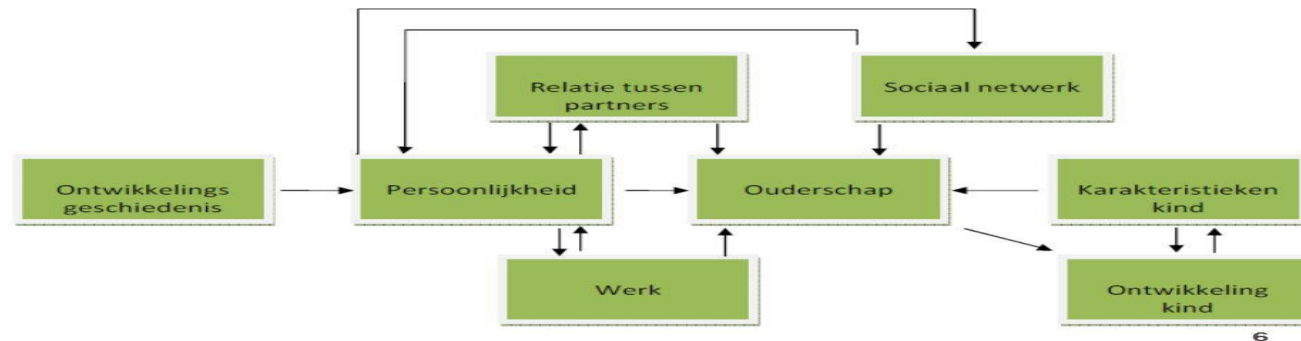 Relatie tussen
partners
Sociaal netwerk
Ontwikkelings
geschiedenis
Persoonlijkheid
Ouderschap
Karakteristieken
kind
Werk
Ontwikkeling
kind
6